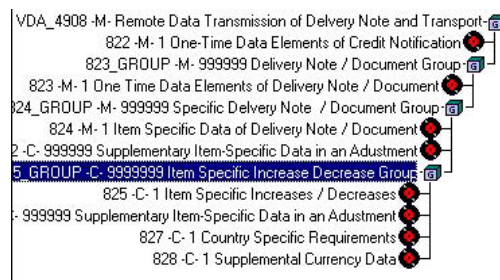 VDA_4908 -M- Remote Data Transmission of Delvery Note and Transport-
822 -M- 1 One-Time Data Elements of Credit Notification
823_GROUP -M- 999999 Delivery Note / Document Group-
823 -M- 1 One Time Data Elements of Delivery Note / Document
24_GROUP -M- 999999 Specific Delivery Note / Document Group-
824 -M- 1 Item Specific Data of Delivery Note / Document
2 -C- 999999 Supplementary Item-Specific Data in an Adustment
5_GROUP -C- 9999999 Item Specific Increase Decrease Group-
825 -C- 1 Item Specific Increases / Decreases
- 999999 Supplementary Item-Specific Data in an Adustment
827 -C- 1 Country Specific Requirements
828 -C- 1 Supplemental Currency Data